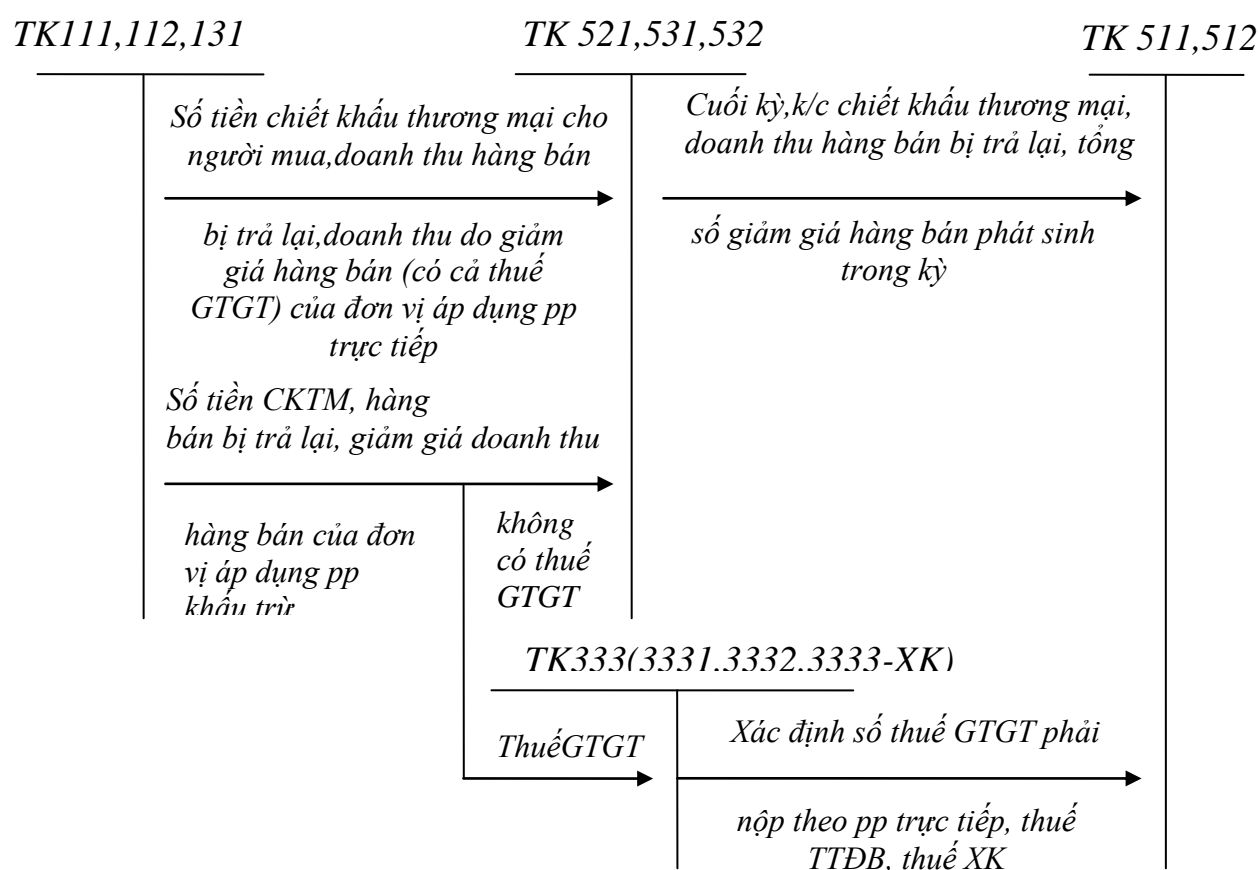 TK111,112,131
TK 521,531,532
TK 511,512
Số tiền chiết khấu thương mại cho
người mua,doanh thu hàng bán
bị trả lại,doanh thu do giảm
giá hàng bán (có cả thuế
GTGT) của đơn vị áp dụng pp
trực tiếp
Cuối kỳ,k/c chiết khấu thương mại,
doanh thu hàng bán bị trả lại, tổng
số giảm giá hàng bán phát sinh
trong kỳ
Số tiền CKTM, hàng
bán bị trả lại, giảm giá doanh thu
hàng bán của đơn
vị áp dụng pp
khấu trừ
không
có thuế
GTGT
TK333(3331,3332,3333-XK)
ThuếGTGT
Xác định số thuế GTGT phải
nộp theo pp trực tiếp, thuế
TTĐB, thuế XK